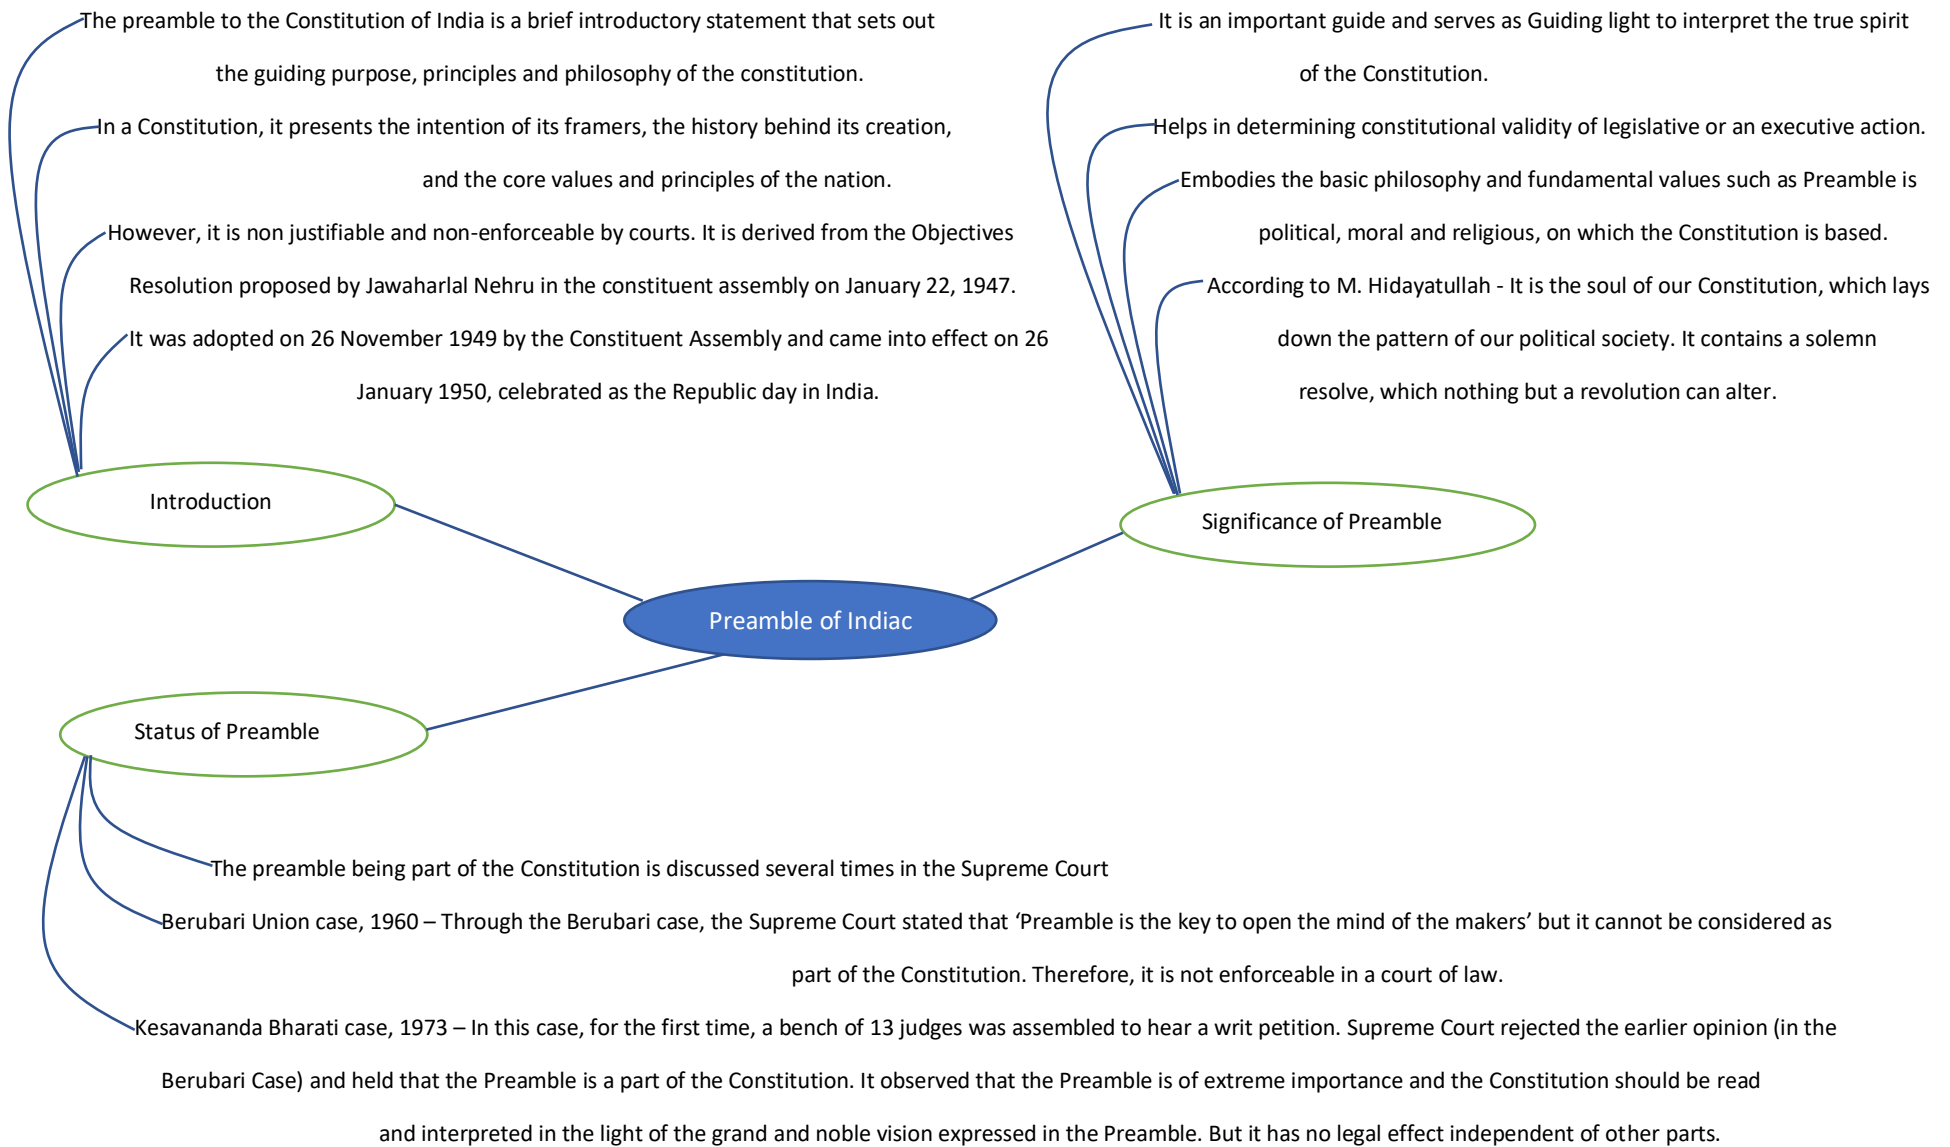 The preamble to the Constitution of India is a brief introductory statement that sets out
the guiding purpose, principles and philosophy of the constitution.
In a Constitution, it presents the intention of its framers, the history behind its creation,
and the core values and principles of the nation.
However, it is non justifiable and non-enforceable by courts. It is derived from the Objectives
Resolution proposed by Jawaharlal Nehru in the constituent assembly on January 22, 1947.
It was adopted on 26 November 1949 by the Constituent Assembly and came into effect on 26
January 1950, celebrated as the Republic day in India.
Introduction
It is an important guide and serves as Guiding light to interpret the true spirit
of the Constitution.
Helps in determining constitutional validity of legislative or an executive action.
Embodies the basic philosophy and fundamental values such as Preamble is
political, moral and religious, on which the Constitution is based.
According to M. Hidayatullah - It is the soul of our Constitution, which lays
down the pattern of our political society. It contains a solemn
resolve, which nothing but a revolution can alter.
Significance of Preamble
Preamble of Indiac
Status of Preamble
The preamble being part of the Constitution is discussed several times in the Supreme Court
Berubari Union case, 1960 – Through the Berubari case, the Supreme Court stated that ‘Preamble is the key to open the mind of the makers’ but it cannot be considered as
part of the Constitution. Therefore, it is not enforceable in a court of law.
Kesavananda Bharati case, 1973 – In this case, for the first time, a bench of 13 judges was assembled to hear a writ petition. Supreme Court rejected the earlier opinion (in the
Berubari Case) and held that the Preamble is a part of the Constitution. It observed that the Preamble is of extreme importance and the Constitution should be read
and interpreted in the light of the grand and noble vision expressed in the Preamble. But it has no legal effect independent of other parts.